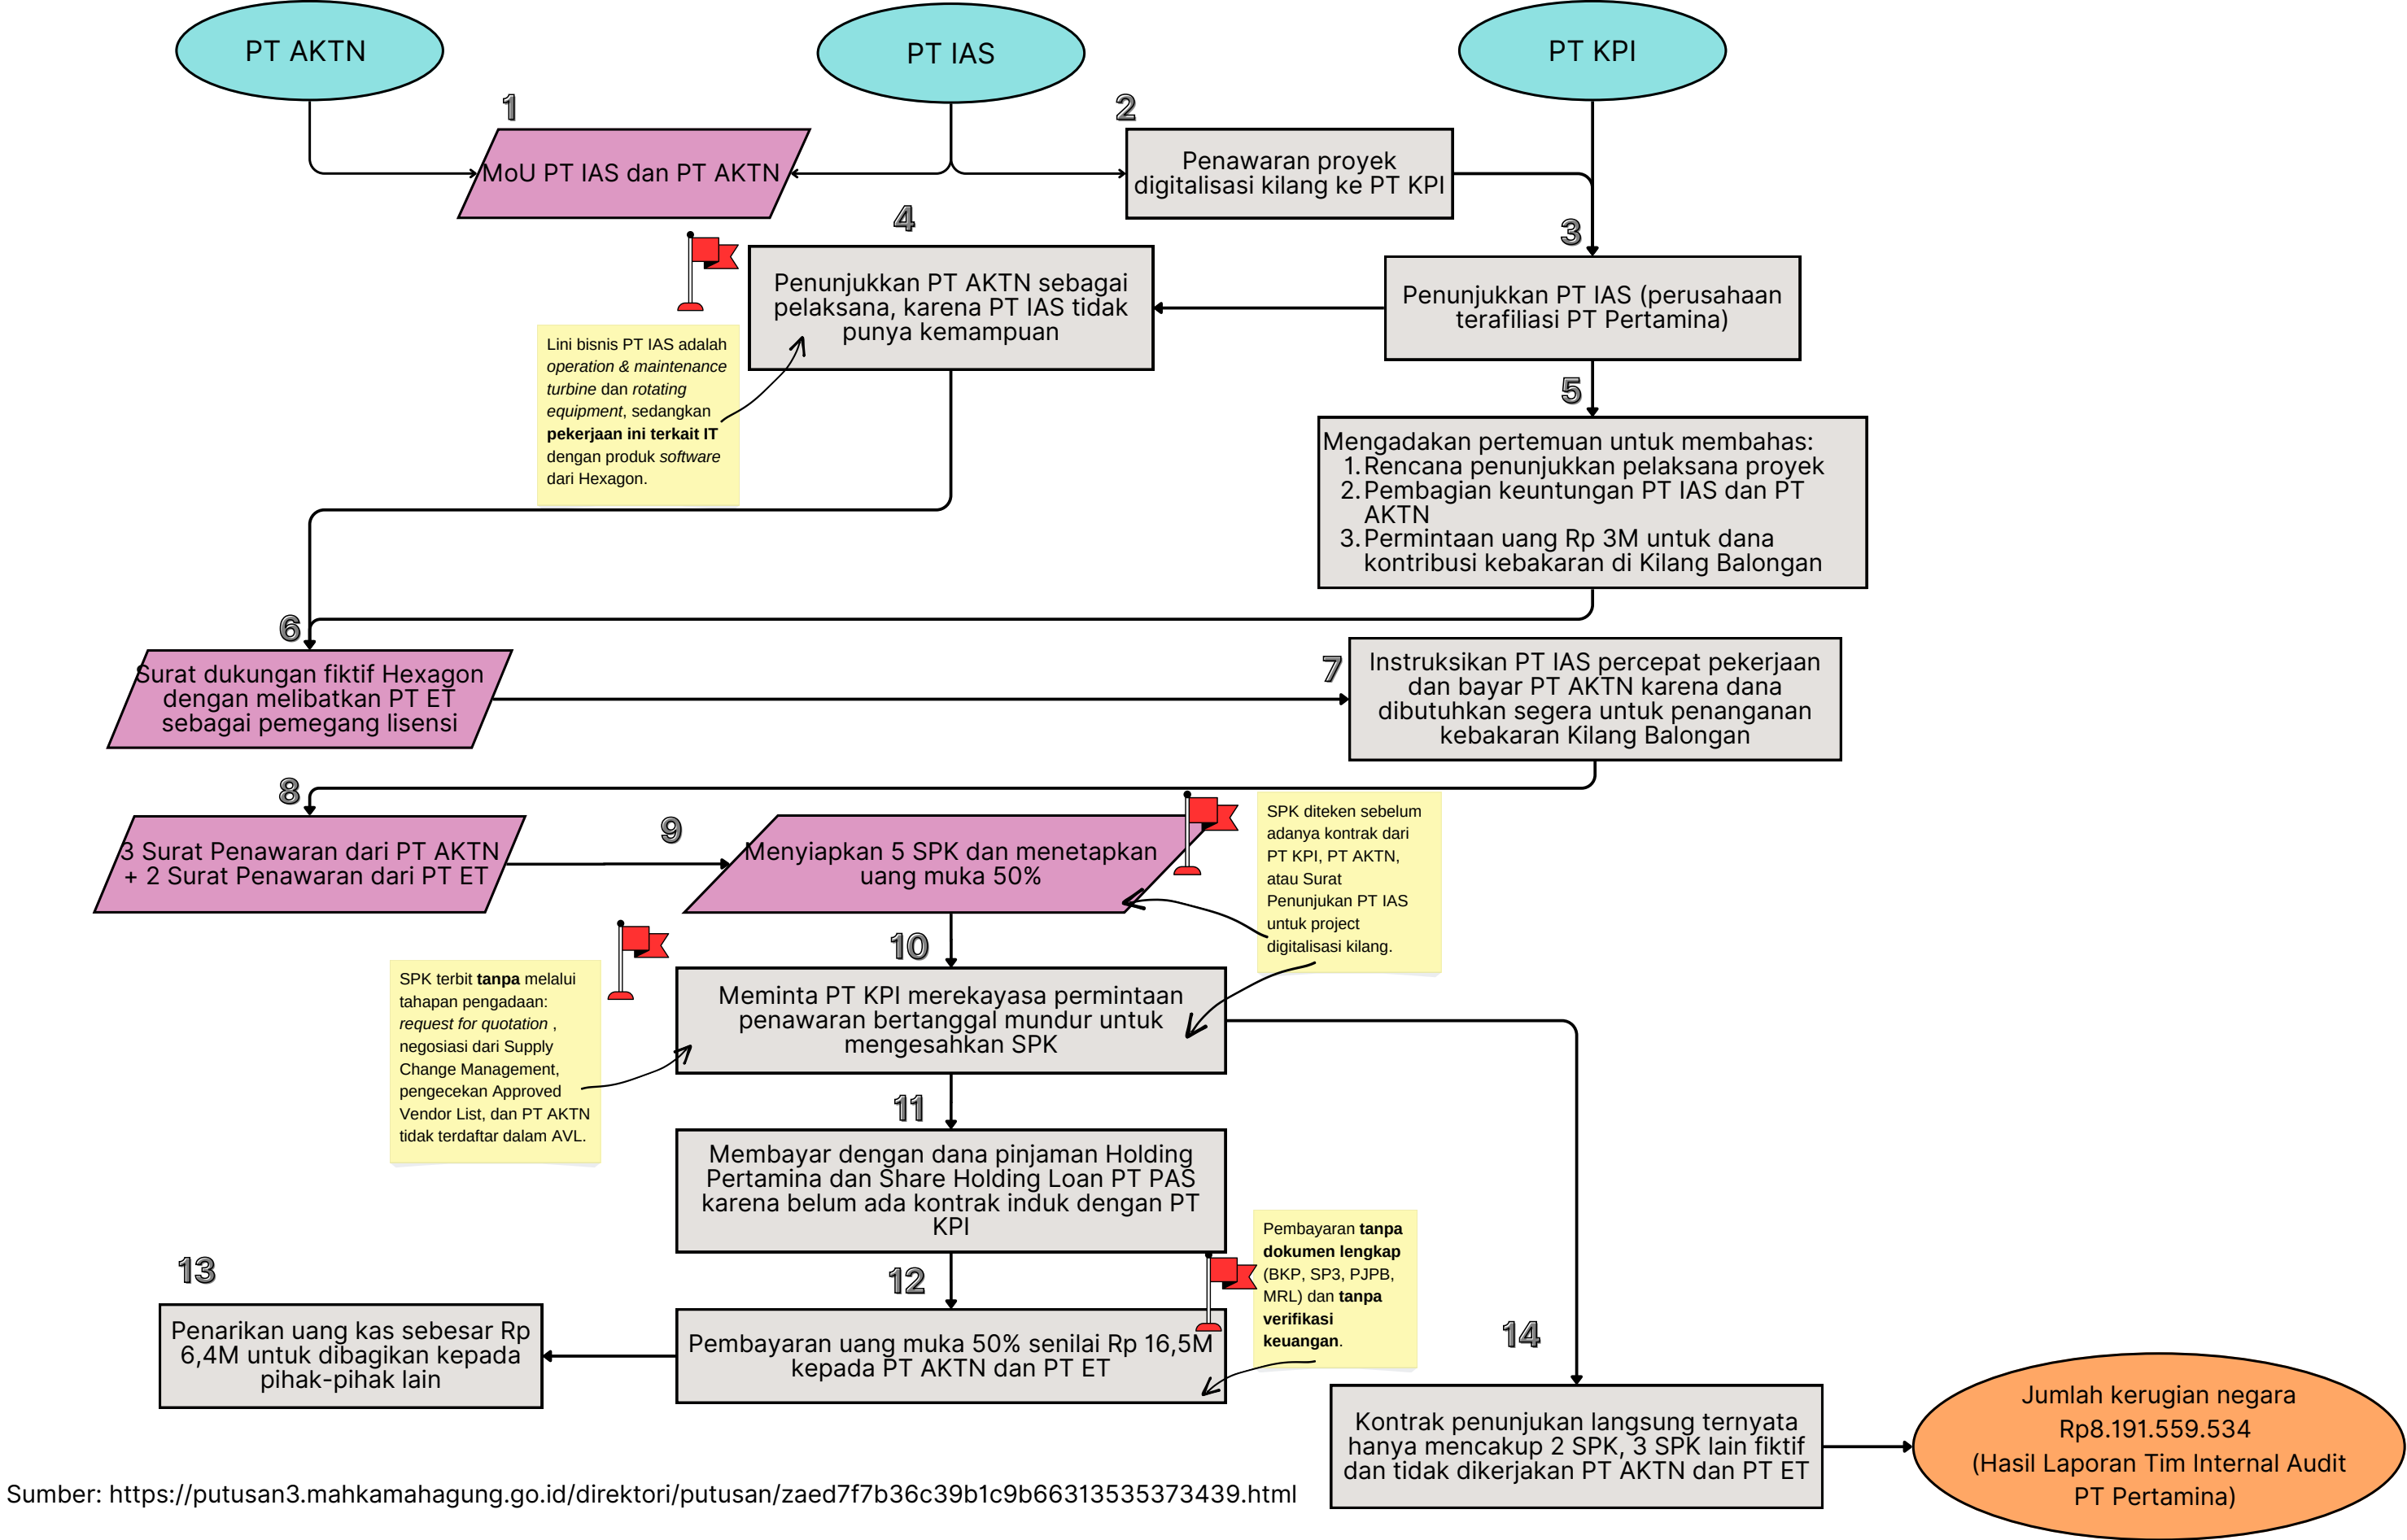 PT AKTN
PT IAS
PT KPI
1
MoU PT IAS dan PT AKTN
2
Penawaran proyek
digitalisasi kilang ke PT KPI
3
Penunjukkan PT IAS (perusahaan
terafiliasi PT Pertamina)
4
Penunjukkan PT AKTN sebagai
pelaksana, karena PT IAS tidak
punya kemampuan
Lini bisnis PT IAS adalah
operation & maintenance
turbine dan rotating
equipment, sedangkan
pekerjaan ini terkait IT
dengan produk software
dari Hexagon.
5
Mengadakan pertemuan untuk membahas:
1. Rencana penunjukkan pelaksana proyek
2. Pembagian keuntungan PT IAS dan PT
AKTN
3. Permintaan uang Rp 3M untuk dana
kontribusi kebakaran di Kilang Balongan
6
Surat dukungan fiktif Hexagon
dengan melibatkan PT ET
sebagai pemegang lisensi
7
Instruksikan PT IAS percepat pekerjaan
dan bayar PT AKTN karena dana
dibutuhkan segera untuk penanganan
kebakaran Kilang Balongan
8
3 Surat Penawaran dari PT AKTN
+ 2 Surat Penawaran dari PT ET
9
Menyiapkan 5 SPK dan menetapkan
uang muka 50%
SPK diteken sebelum
adanya kontrak dari
PT KPI, PT AKTN,
atau Surat
Penunjukan PT IAS
untuk project
digitalisasi kilang.
10
Meminta PT KPI merekayasa permintaan
penawaran bertanggal mundur untuk
mengesahkan SPK
SPK terbit tanpa melalui
tahapan pengadaan:
request for quotation ,
negosiasi dari Supply
Change Management,
pengecekan Approved
Vendor List, dan PT AKTN
tidak terdaftar dalam AVL.
11
Membayar dengan dana pinjaman Holding
Pertamina dan Share Holding Loan PT PAS
karena belum ada kontrak induk dengan PT
KPI
12
Pembayaran uang muka 50% senilai Rp 16,5M
kepada PT AKTN dan PT ET
Pembayaran tanpa
dokumen lengkap
(BKP, SP3, PJPB,
MRL) dan tanpa
verifikasi
keuangan.
13
Penarikan uang kas sebesar Rp
6,4M untuk dibagikan kepada
pihak-pihak lain
14
Kontrak penunjukan langsung ternyata
hanya mencakup 2 SPK, 3 SPK lain fiktif
dan tidak dikerjakan PT AKTN dan PT ET
Jumlah kerugian negara
Rp8.191.559.534
(Hasil Laporan Tim Internal Audit
PT Pertamina)
Sumber: https://putusan3.mahkamahagung.go.id/direktori/putusan/zaed7f7b36c39b1c9b66313535373439.html